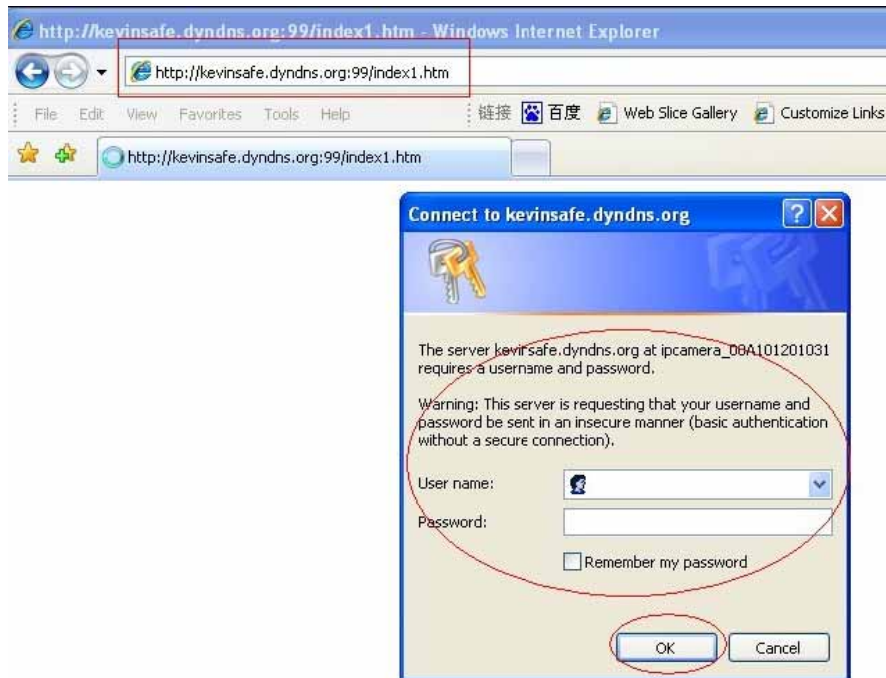 http://kevinsafe.dyndns.org:99/index1.htm - Windows Internet Explorer
http://kevinsafe.dyndns.org:99/index1.htm
File Edit View Favorites Tools Help 链接 百度 Web Slice Gallery Customize Links
http://kevinsafe.dyndns.org:99/index1.htm
Connect to kevinsafe.dyndns.org
The server kevinsafe.dyndns.org at ipcamera_00A101201031
requires a username and password.
Warning: This server is requesting that your username and
password be sent in an insecure manner (basic authentication
without a secure connection).
User name:
Password:
Remember my password
OK Cancel